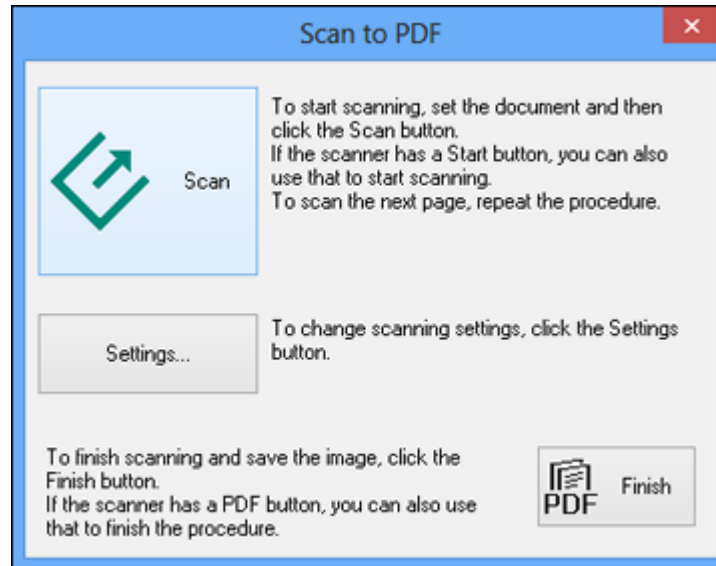 Scan to PDF
Scan
To start scanning, set the document and then
click the Scan button.
If the scanner has a Start button, you can also
use that to start scanning.
To scan the next page, repeat the procedure.
Settings...
To change scanning settings, click the Settings
button.
To finish scanning and save the image, click the
Finish button.
If the scanner has a PDF button, you can also use
that to finish the procedure.
PDF
Finish